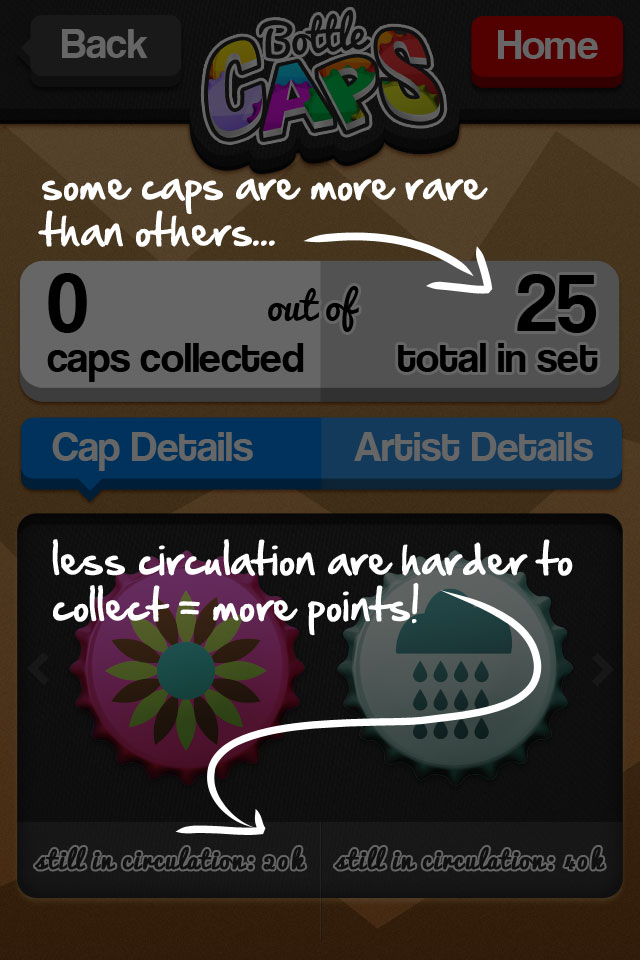 Back
Bottle
CAPS
Home
some caps are more rare
than others...
0
out of
25
caps collected
total in set
Cap Details
Artist Details
less circulation are harder to
collect = more points!
still in circulation: 20k
still in circulation: 40k